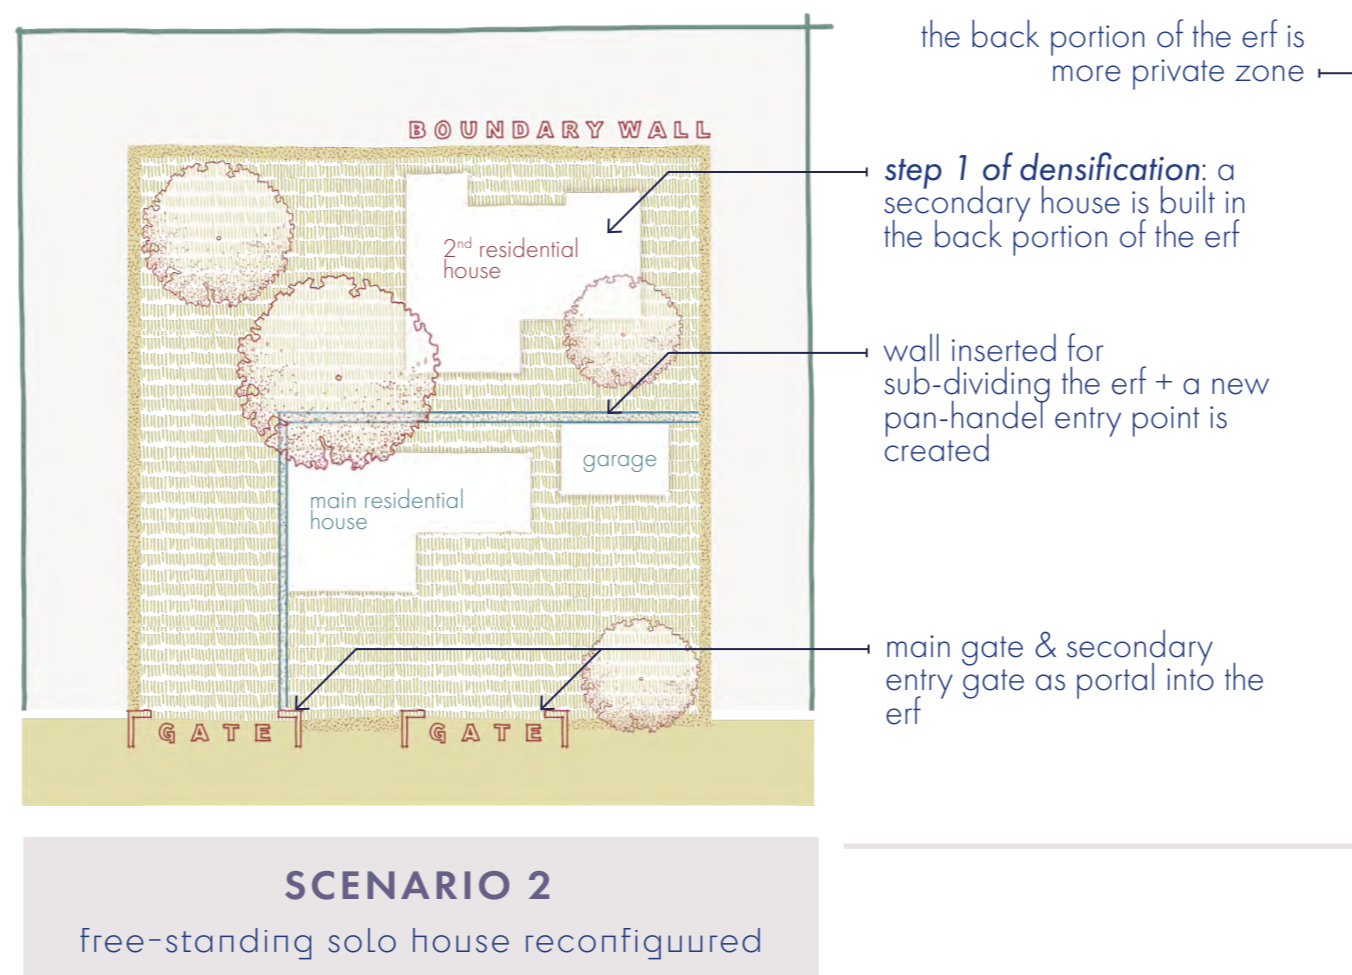 the back portion of the erf is
more private zone
BOUNDARY WALL
step 1 of densification: a
secondary house is built in
the back portion of the erf
2nd residential
house
wall inserted for
sub-dividing the erf + a new
pan-handel entry point is
created
garage
main residential
house
main gate & secondary
entry gate as portal into the
erf
GATE
GATE
SCENARIO 2
free-standing solo house reconfiguured